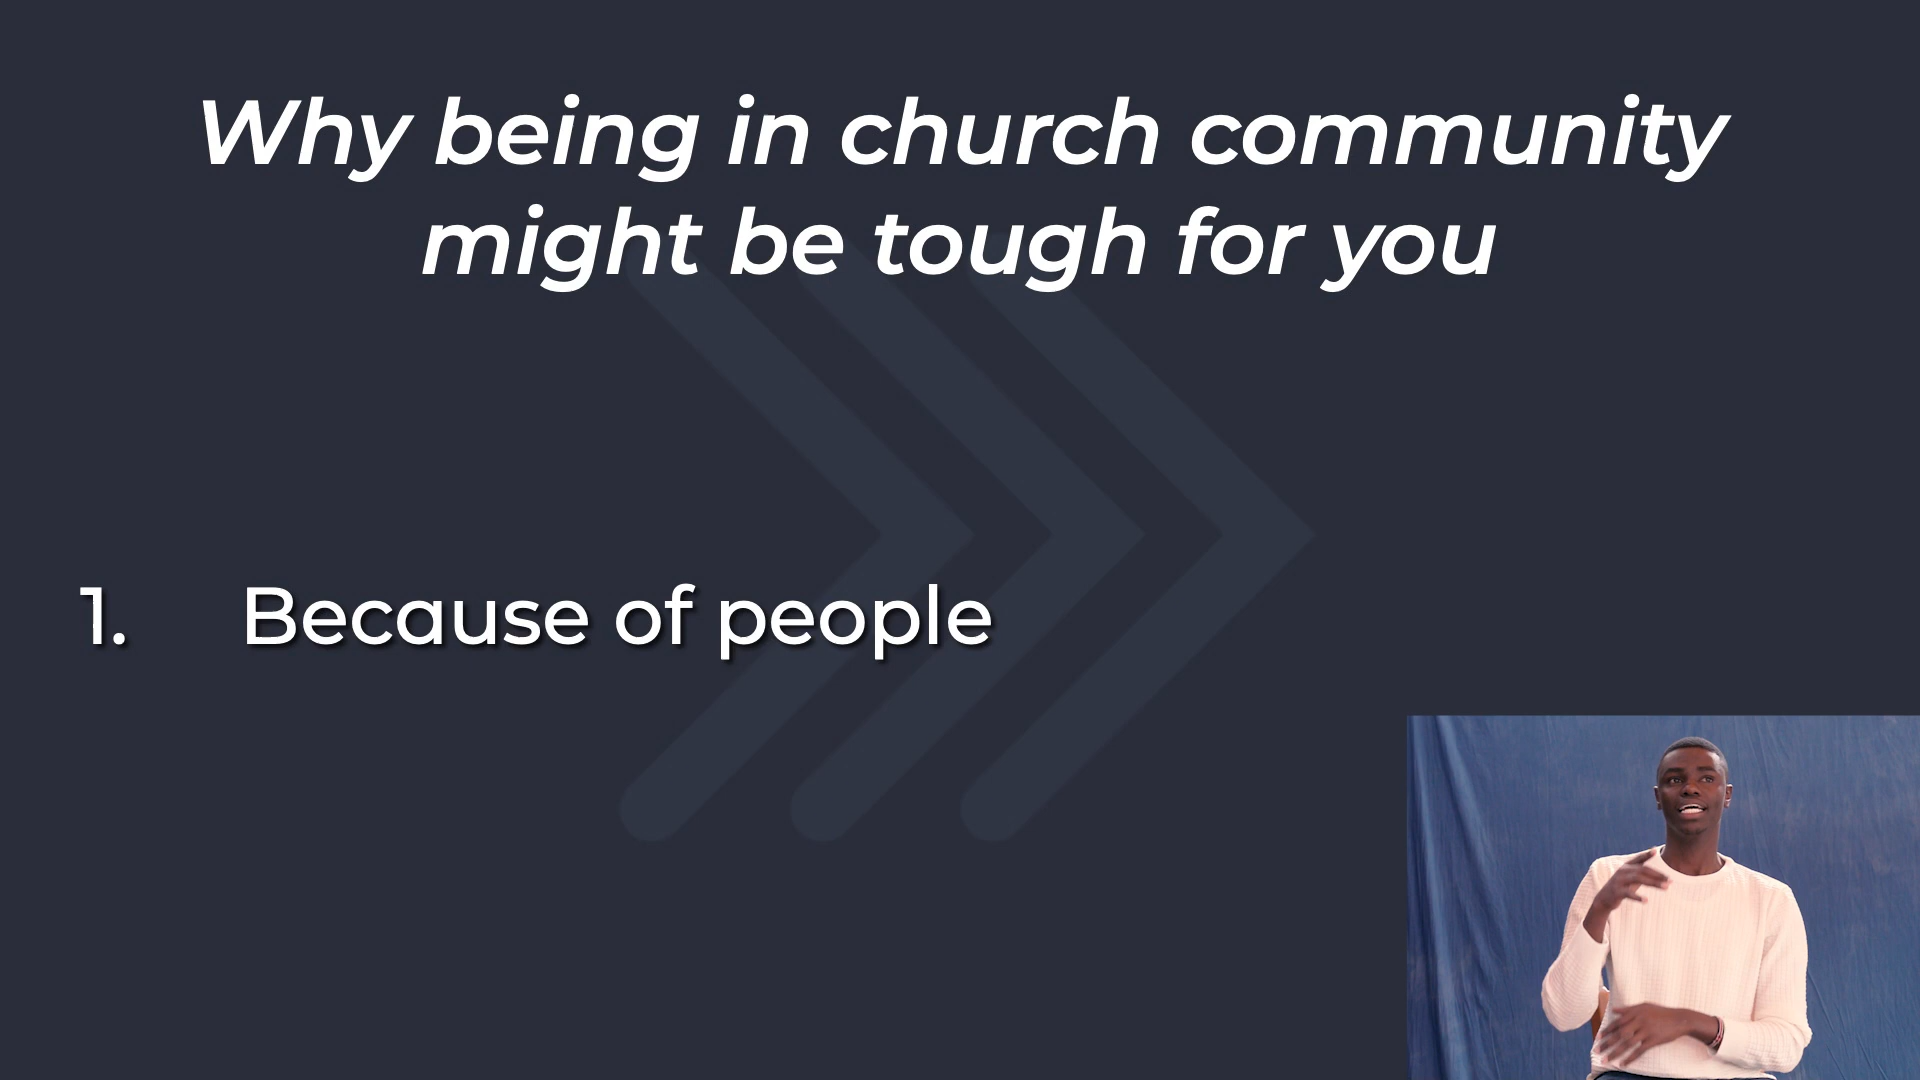 Why being in church community
might be tough for you
1. Because of people